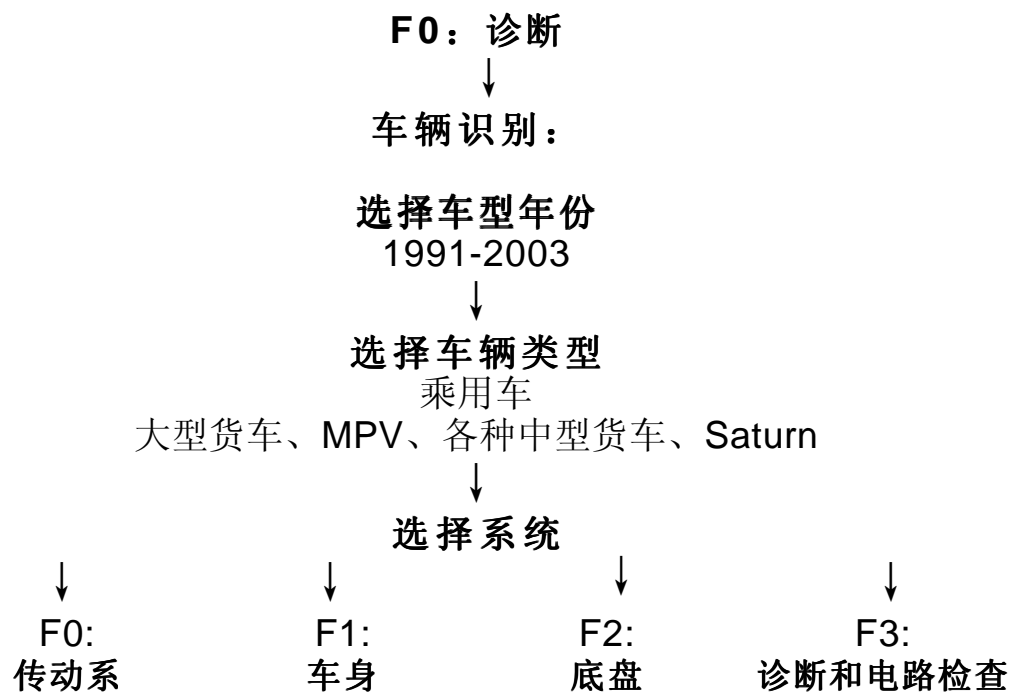 F0：诊断
车辆识别：
选择车型年份
1991-2003
选择车辆类型
乘用车
大型货车、MPV、各种中型货车、Saturn
选择系统
F0: F1: F2: F3:
传动系 车身 底盘 诊断和电路检查